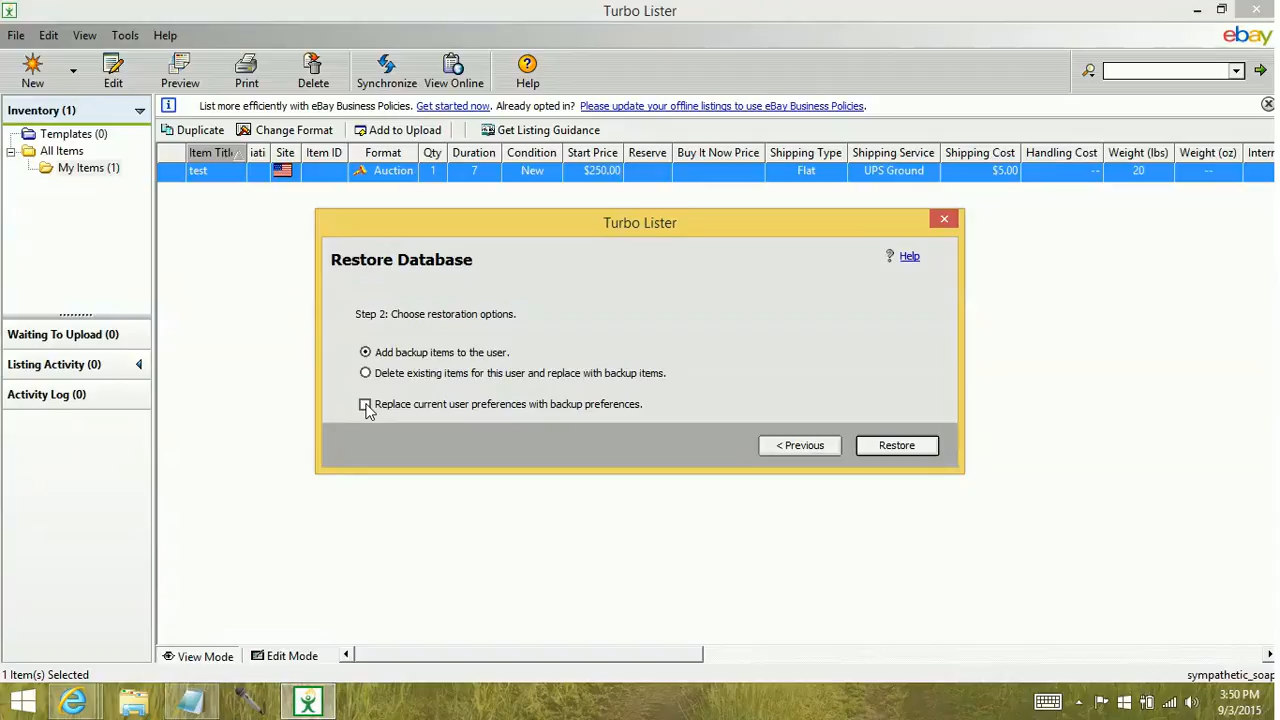 Turbo Lister
File Edit View Tools Help
ebay
New Edit Preview Print Delete Synchronize View Online Help
Inventory (1)
List more efficiently with eBay Business Policies. Get started now. Already opted in? Please update your offline listings to use eBay Business Policies.
Templates (0)
Duplicate Change Format Add to Upload Get Listing Guidance
All Items
Item Title iati Site Item ID Format Qty Duration Condition Start Price Reserve Buy It Now Price Shipping Type Shipping Service Shipping Cost Handling Cost Weight (lbs) Weight (oz) Intern
My Items (1)
test Auction 1 7 New $250.00 Flat UPS Ground $5.00 -- 20 --
Turbo Lister
Restore Database
? Help
Step 2: Choose restoration options.
Add backup items to the user.
Waiting To Upload (0)
Listing Activity (0)
Delete existing items for this user and replace with backup items.
Activity Log (0)
Replace current user preferences with backup preferences.
< Previous Restore
View Mode Edit Mode
1 Item(s) Selected
sympathetic_soap
3:50 PM
9/3/2015